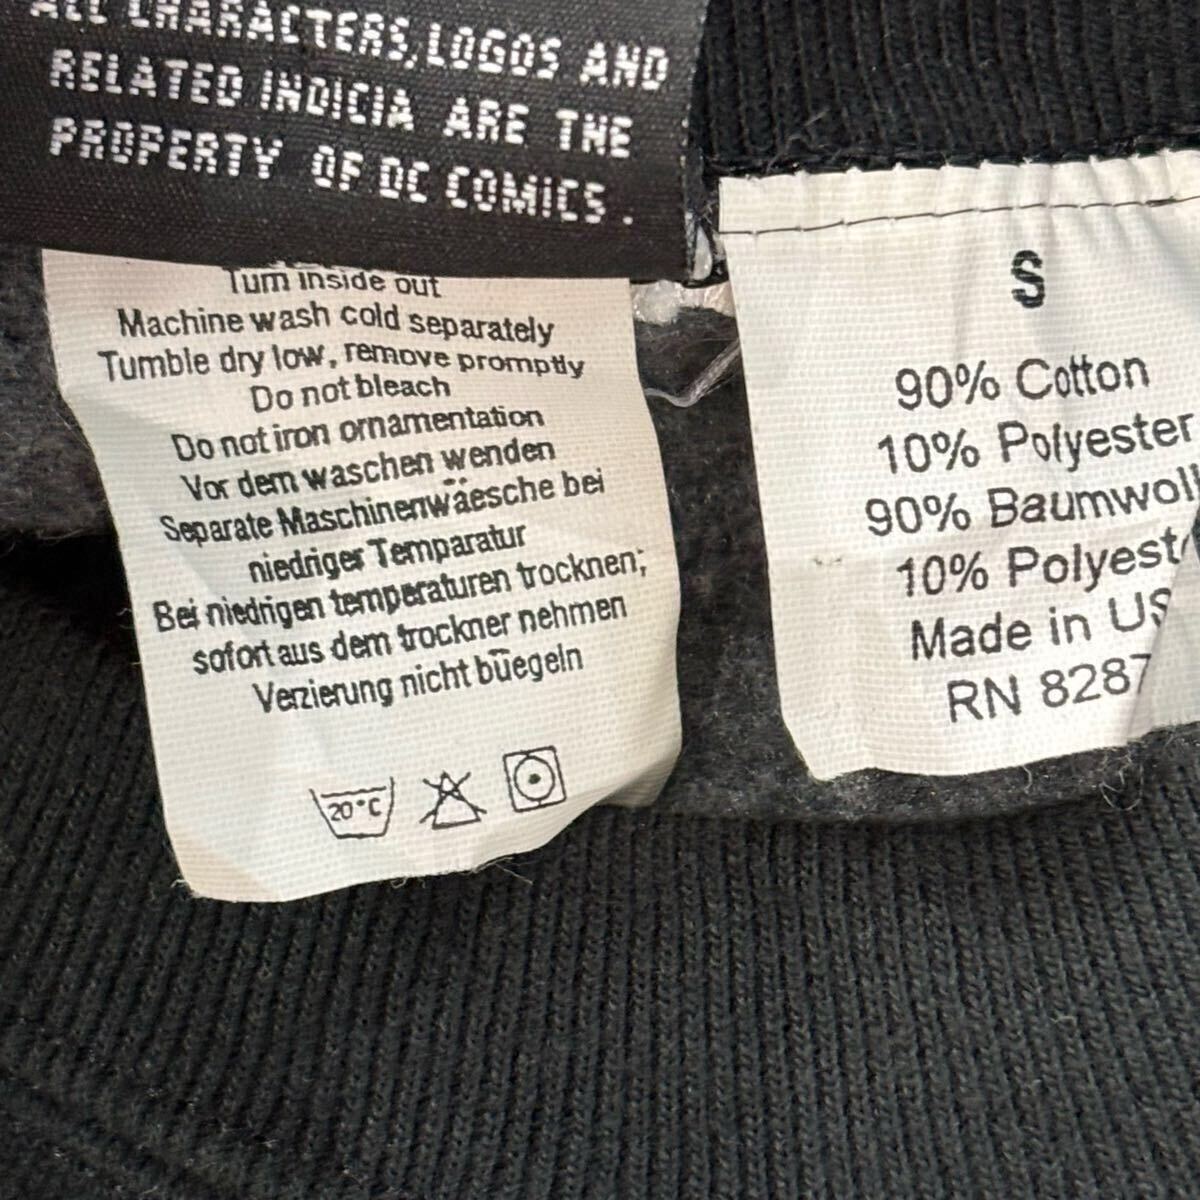 ALL CHARACTERS, LOGOS AND
RELATED INDICIA ARE THE
PROPERTY OF DC COMICS.
Turn inside out
Machine wash cold separately
Tumble dry low, remove promptly
Do not bleach
Do not iron ornamentation
Vor dem waschen wenden
Separate Maschinenwäesche bei
niedriger Temparatur
Bei niedrigen temperaturen trocknen;
sofort aus dem trockner nehmen
Verzierung nicht büegeln
20°C
S
90% Cotton
10% Polyester
90% Baumwoll
10% Polyest
Made in US
RN 8287